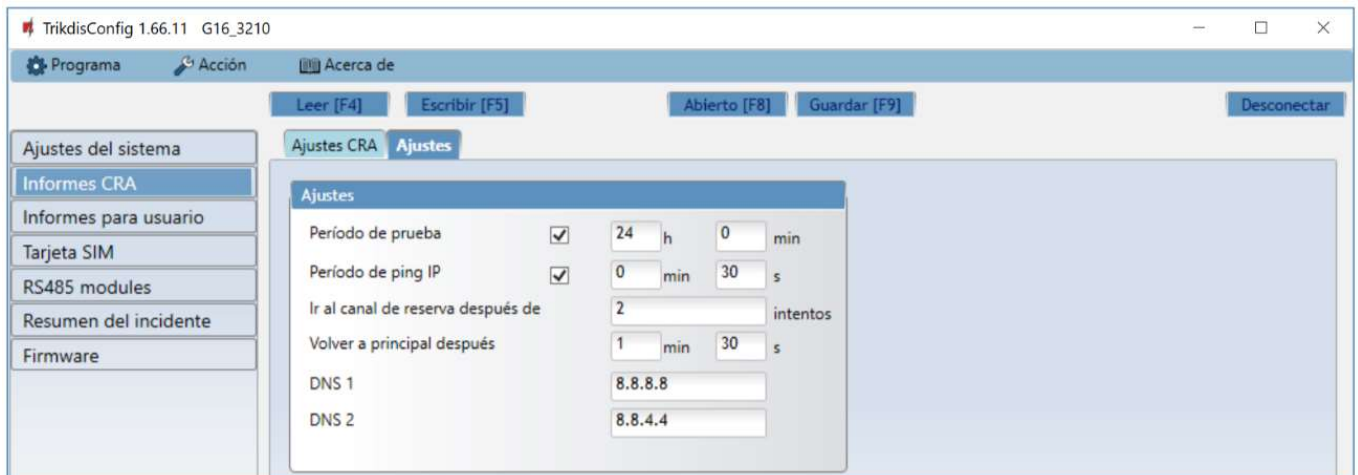 TrikdisConfig 1.66.11 G16_3210
Programa Acción Acerca de
Leer [F4] Escribir [F5] Abierto [F8] Guardar [F9] Desconectar
Ajustes del sistema
Informes CRA
Informes para usuario
Tarjeta SIM
RS485 modules
Resumen del incidente
Firmware
Ajustes CRA Ajustes
Ajustes
Período de prueba 24 h 0 min
Período de ping IP 0 min 30 s
Ir al canal de reserva después de 2 intentos
Volver a principal después 1 min 30 s
DNS 1 8.8.8.8
DNS 2 8.8.4.4